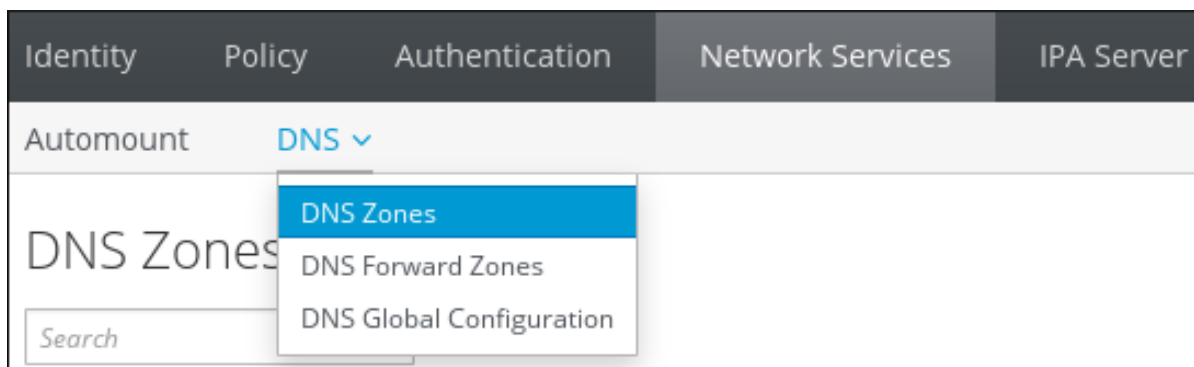 Identity Policy Authentication Network Services IPA Server
Automount DNS
DNS Zones
DNS Zones
DNS Forward Zones
DNS Global Configuration
Search